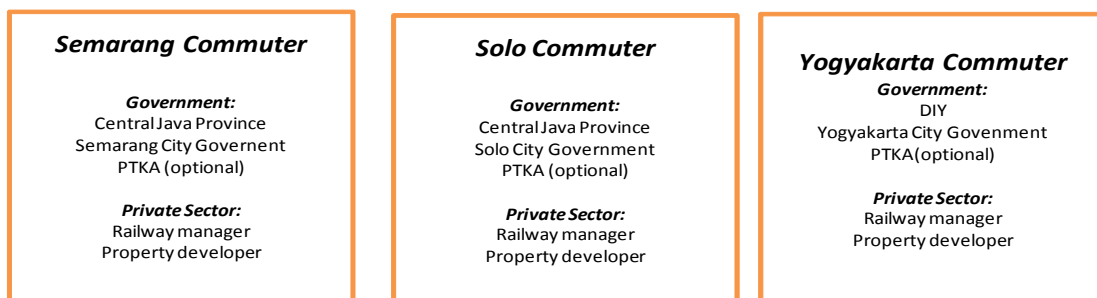 Semarang Commuter
Government:
Central Java Province
Semarang City Governent
PTKA (optional)
Private Sector:
Railway manager
Property developer
Solo Commuter
Government:
Central Java Province
Solo City Government
PTKA (optional)
Private Sector:
Railway manager
Property developer
Yogyakarta Commuter
Government:
DIY
Yogyakarta City Govenment
PTKA(optional)
Private Sector:
Railway manager
Property developer